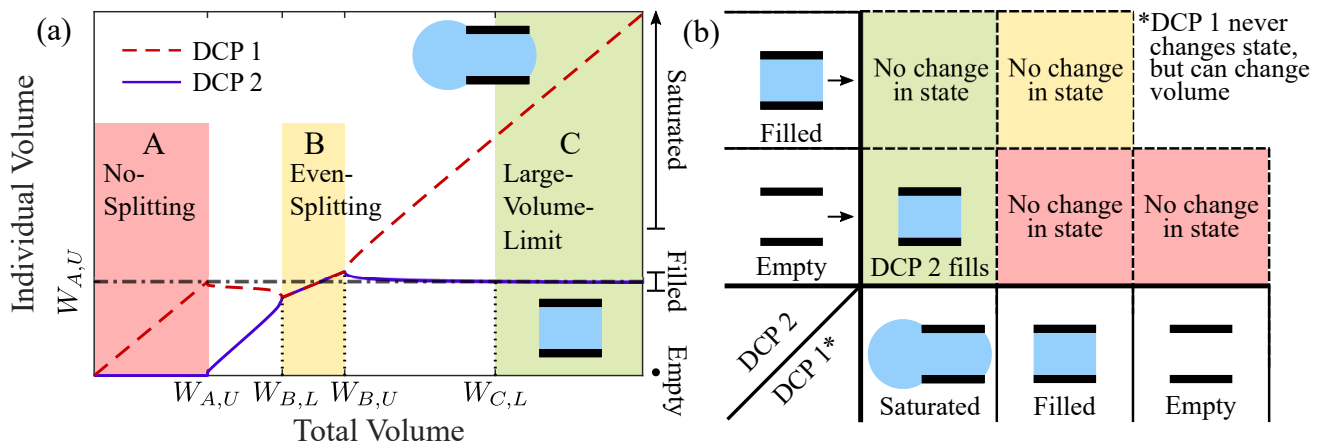 (a)
DCP 1
DCP 2
A
No-
Splitting
B
Even-
Splitting
C
Large-
Volume-
Limit
Individual Volume
W_{A,U}
W_{A,U}
W_{B,L}
W_{B,U}
W_{C,L}
Total Volume
Saturated
Filled
Empty
(b)
*DCP 1 never
changes state,
but can change
volume
Filled
No change
in state
No change
in state
Empty
DCP 2 fills
No change
in state
No change
in state
DCP 2
DCP 1*
Saturated
Filled
Empty